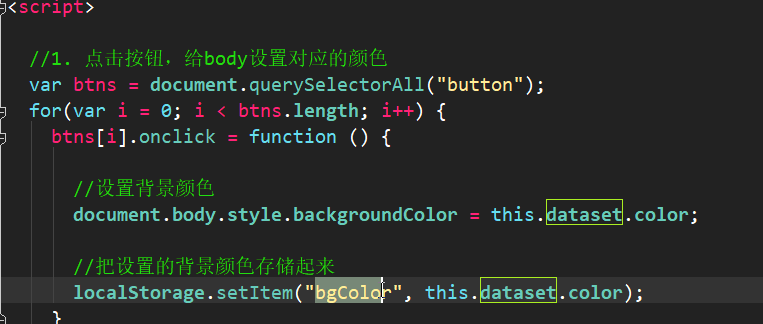 <script>
//1. 点击按钮，给body设置对应的颜色
var btns = document.querySelectorAll("button");
for(var i = 0; i < btns.length; i++) {
btns[i].onclick = function () {
//设置背景颜色
document.body.style.backgroundColor = this.dataset.color;
//把设置的背景颜色存储起来
localStorage.setItem("bgColor", this.dataset.color);
}